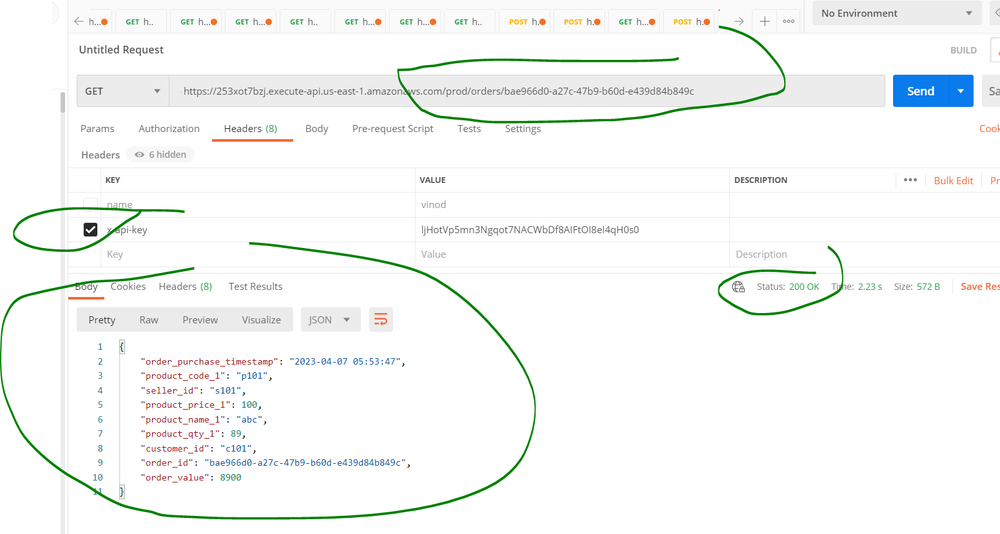 h... GET h.. GET h... GET h... GET h.. GET h... GET h... GET h.. POST h. POST h... GET h... POST h. No Environment
Untitled Request BUILD
GET https://253xot7bzj.execute-api.us-east-1.amazonaws.com/prod/orders/bae966d0-a27c-47b9-b60d-e439d84b849c Send Sa
Params Authorization Headers (8) Body Pre-request Script Tests Settings Cook
Headers 6 hidden
KEY VALUE DESCRIPTION Bulk Edit Pr
name vinod
x-api-key ljHotVp5mn3Ngqot7NACWbDf8AIFtOI8eI4qH0s0
Key Value Description
Body Cookies Headers (8) Test Results Status: 200 OK Time: 2.23 s Size: 572 B Save Res
Pretty Raw Preview Visualize JSON
1 {
2 "order_purchase_timestamp": "2023-04-07 05:53:47",
3 "product_code_1": "p101",
4 "seller_id": "s101",
5 "product_price_1": 100,
6 "product_name_1": "abc",
7 "product_qty_1": 89,
8 "customer_id": "c101",
9 "order_id": "bae966d0-a27c-47b9-b60d-e439d84b849c",
10 "order_value": 8900
11 }